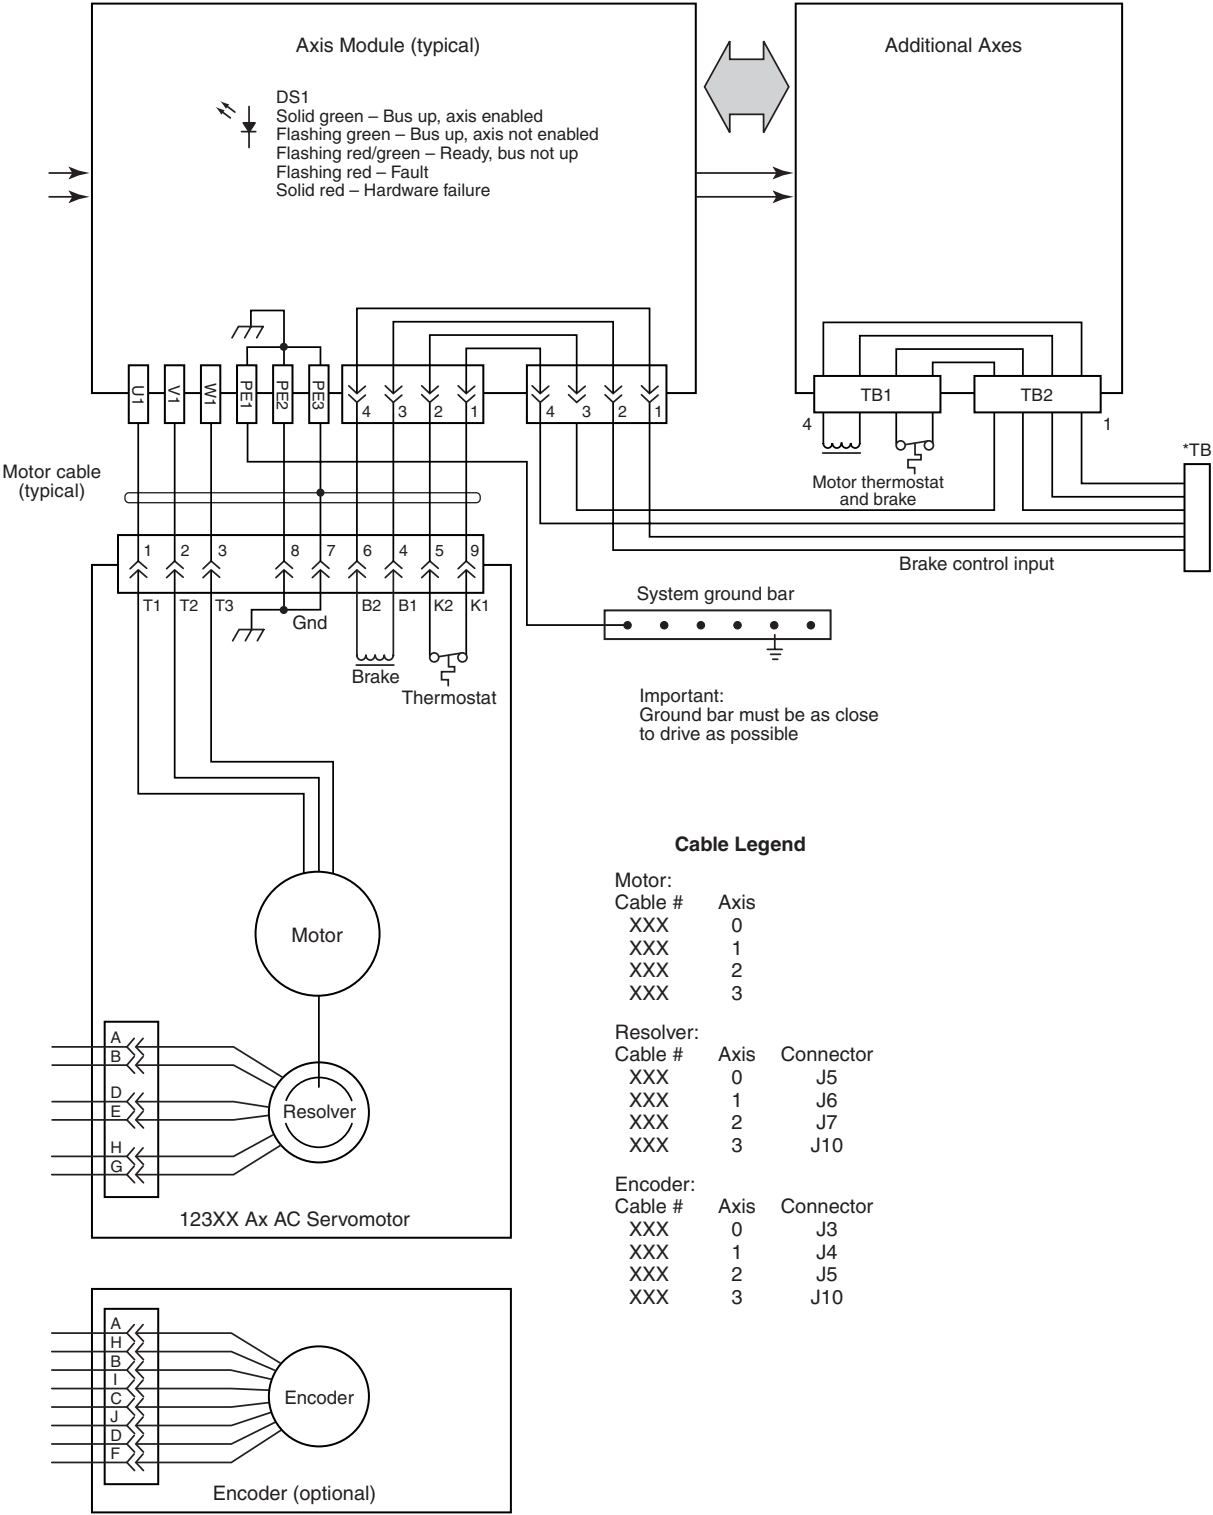 Axis Module (typical)
Additional Axes
DS1
Solid green – Bus up, axis enabled
Flashing green – Bus up, axis not enabled
Flashing red/green – Ready, bus not up
Flashing red – Fault
Solid red – Hardware failure
U1 V1 W1 PE1 PE2 PE3
4 3 2 1
4 3 2 1
TB1 TB2
4 1
*TB
Motor thermostat
and brake
Motor cable
(typical)
1 2 3 8 7 6 4 5 9
Brake control input
T1 T2 T3 B2 B1 K2 K1
Gnd
System ground bar
Brake
Thermostat
Important:
Ground bar must be as close
to drive as possible
Motor
A
B
D
E
H
G
Resolver
123XX Ax AC Servomotor
Cable Legend
Motor:
Cable # Axis
XXX 0
XXX 1
XXX 2
XXX 3
Resolver:
Cable # Axis Connector
XXX 0 J5
XXX 1 J6
XXX 2 J7
XXX 3 J10
Encoder:
Cable # Axis Connector
XXX 0 J3
XXX 1 J4
XXX 2 J5
XXX 3 J10
A
H
B
I
C
J
D
F
Encoder
Encoder (optional)